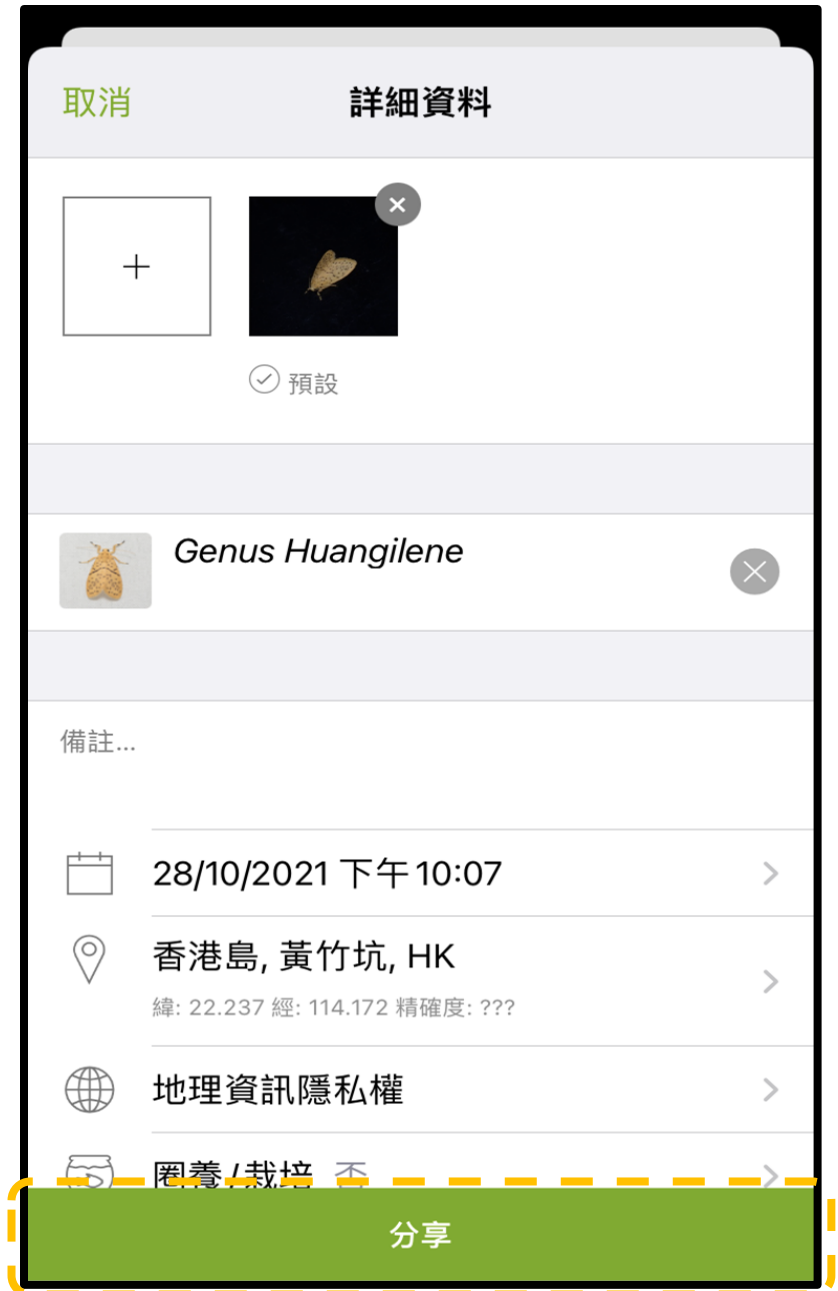 取消
詳細資料
預設
Genus Huangilene
備註...
28/10/2021 下午10:07
香港島, 黃竹坑, HK
緯: 22.237 經: 114.172 精確度: ???
地理資訊隱私權
圈養/栽培 否
分享